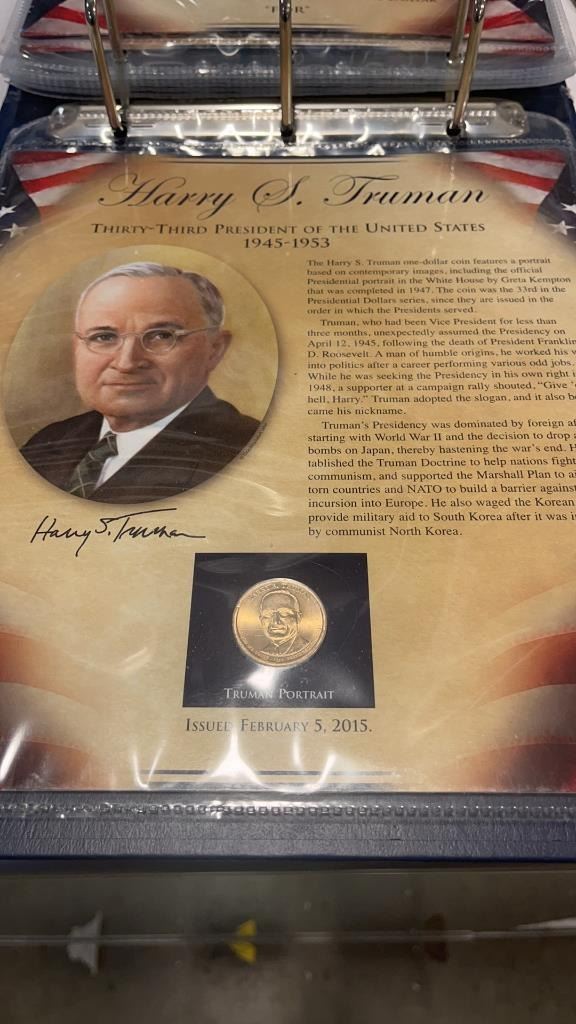 Harry S. Truman
THIRTY-THIRD PRESIDENT OF THE UNITED STATES
1945-1953
The Harry S. Truman one-dollar coin features a portrait
based on contemporary images, including the official
Presidential portrait in the White House by Greta Kempton
that was completed in 1947. The coin was the 33rd in the
Presidential Dollars series, since they are issued in the
order in which the Presidents served.
Truman, who had been Vice President for less than
three months, unexpectedly assumed the Presidency on
April 12, 1945, following the death of President Franklin
D. Roosevelt. A man of humble origins, he worked his
into politics after a career performing various odd jobs.
While he was seeking the Presidency in his own right
1948, a supporter at a campaign rally shouted, "Give
hell, Harry." Truman adopted the slogan, and it also
came his nickname.
Truman's Presidency was dominated by foreign
starting with World War II and the decision to drop
bombs on Japan, thereby hastening the war's end.
tablished the Truman Doctrine to help nations fight
communism, and supported the Marshall Plan to
torn countries and NATO to build a barrier against
incursion into Europe. He also waged the Korean
provide military aid to South Korea after it was
by communist North Korea.
Harry S. Truman
HARRY S. TRUMAN
TRUMAN PORTRAIT
ISSUED FEBRUARY 5, 2015.